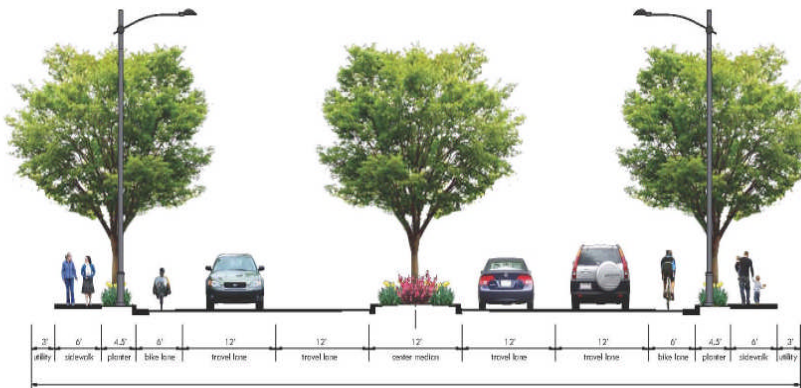 3' 6' 4.5' 6' 12' 12' 12' 12' 12' 6' 4.5' 6' 3'
utility sidewalk planter bike lane travel lane travel lane center median travel lane travel lane bike lane planter sidewalk utility